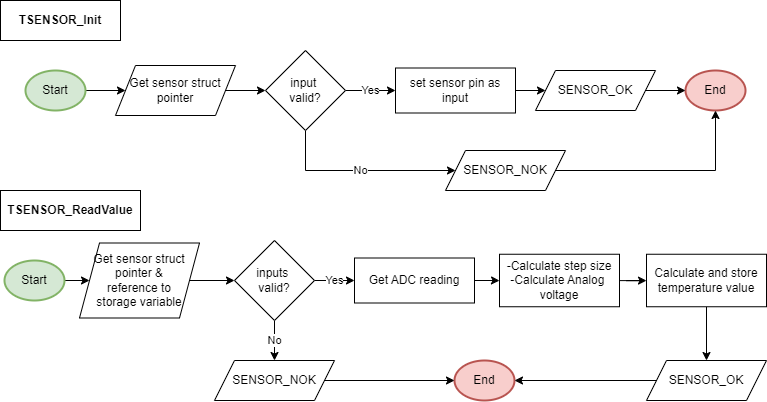 TSENSOR_Init
Start
Get sensor struct
pointer
input
valid?
Yes
set sensor pin as
input
SENSOR_OK
End
No
SENSOR_NOK
TSENSOR_ReadValue
Start
Get sensor struct
pointer &
reference to
storage variable
inputs
valid?
Yes
Get ADC reading
-Calculate step size
-Calculate Analog
voltage
Calculate and store
temperature value
No
SENSOR_NOK
End
SENSOR_OK